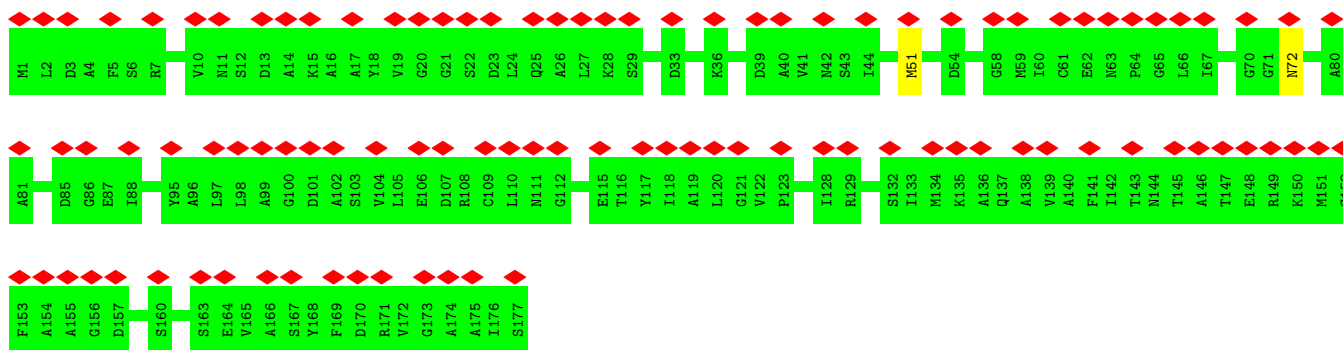 M1 L2 D3 A4 F5 S6 R7 V10 N11 S12 D13 A14 K15 A16 A17 Y18 V19 G20 G21 S22 D23 L24 Q25 A26 L27 K28 S29 D33 K36 D39 A40 V41 N42 S43 I44 M51 D54 G58 M59 I60 C61 E62 N63 P64 G65 L66 I67 G70 G71 N72 A80
A81 D85 G86 E87 I88 Y95 A96 L97 L98 A99 G100 D101 A102 S103 V104 L105 E106 D107 R108 C109 L110 N111 G112 E115 T116 Y117 I118 A119 L120 G121 V122 P123 I128 R129 S132 I133 M134 K135 A136 Q137 A138 V139 A140 F141 I142 T143 N144 T145 A146 T147 E148 R149 K150 M151
F153 A154 A155 G156 D157 S160 S163 E164 V165 A166 S167 Y168 F169 D170 R171 V172 G173 A174 A175 I176 S177